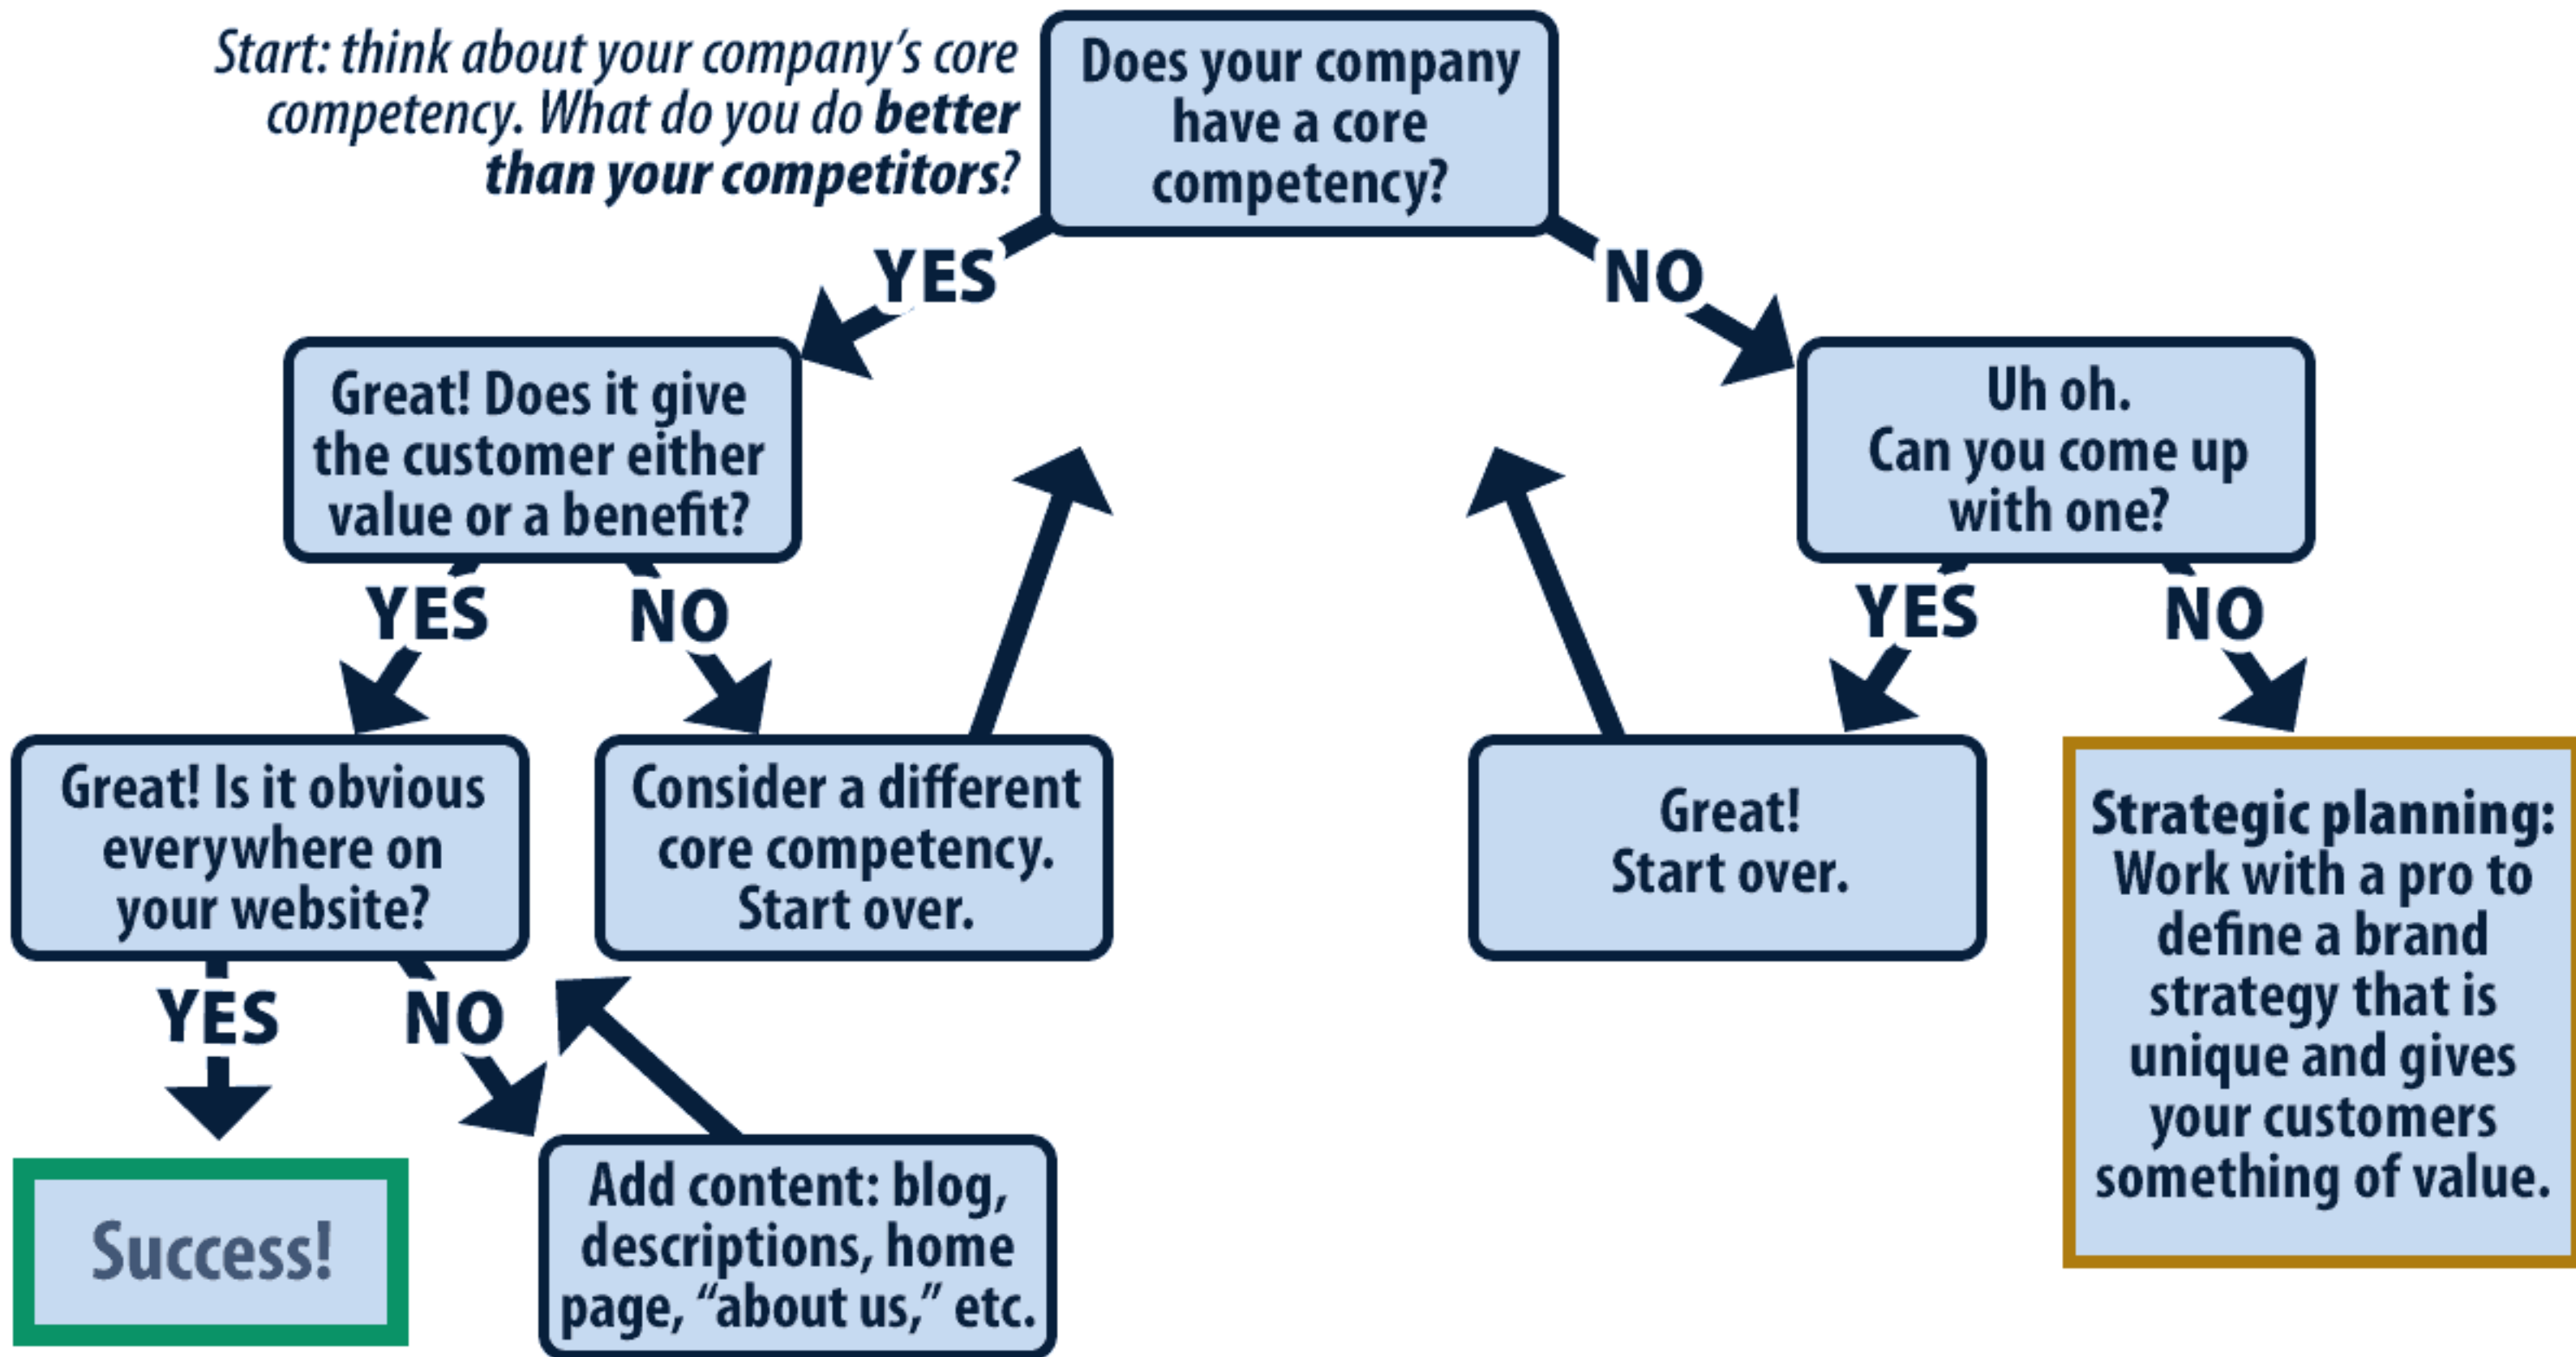 Start: think about your company’s core
competency. What do you do better
than your competitors?
Does your company
have a core
competency?
YES
NO
Great! Does it give
the customer either
value or a benefit?
Uh oh.
Can you come up
with one?
YES
NO
YES
NO
Great! Is it obvious
everywhere on
your website?
Consider a different
core competency.
Start over.
Great!
Start over.
Strategic planning:
Work with a pro to
define a brand
strategy that is
unique and gives
your customers
something of value.
YES
NO
Success!
Add content: blog,
descriptions, home
page, “about us,” etc.